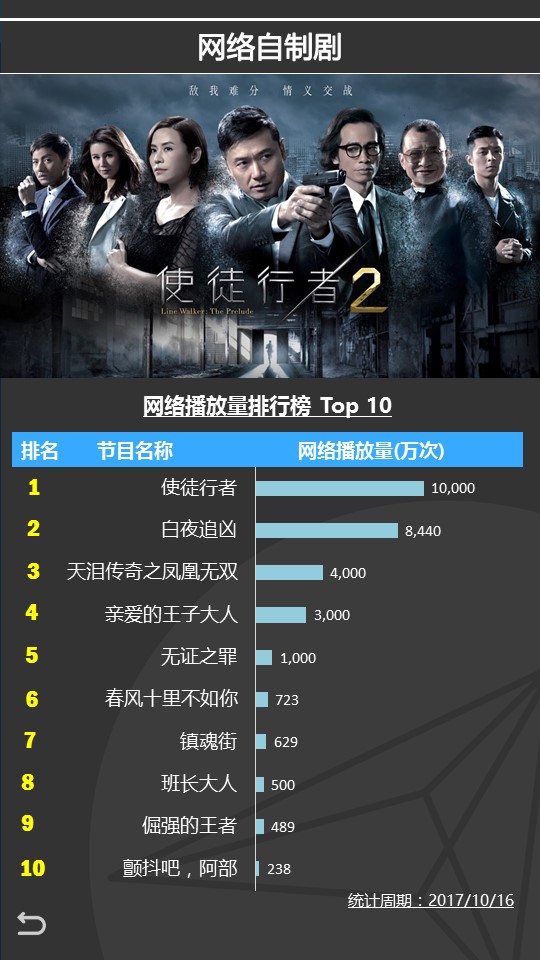 网络自制剧
敌我难分 情义交战
使徒行者2
Line Walker: The Prelude
网络播放量排行榜 Top 10
排名 节目名称 网络播放量(万次)
1 使徒行者 10,000
2 白夜追凶 8,440
3 天泪传奇之凤凰无双 4,000
4 亲爱的王子大人 3,000
5 无证之罪 1,000
6 春风十里不如你 723
7 镇魂街 629
8 班长大人 500
9 倔强的王者 489
10 颤抖吧，阿部 238
统计周期：2017/10/16